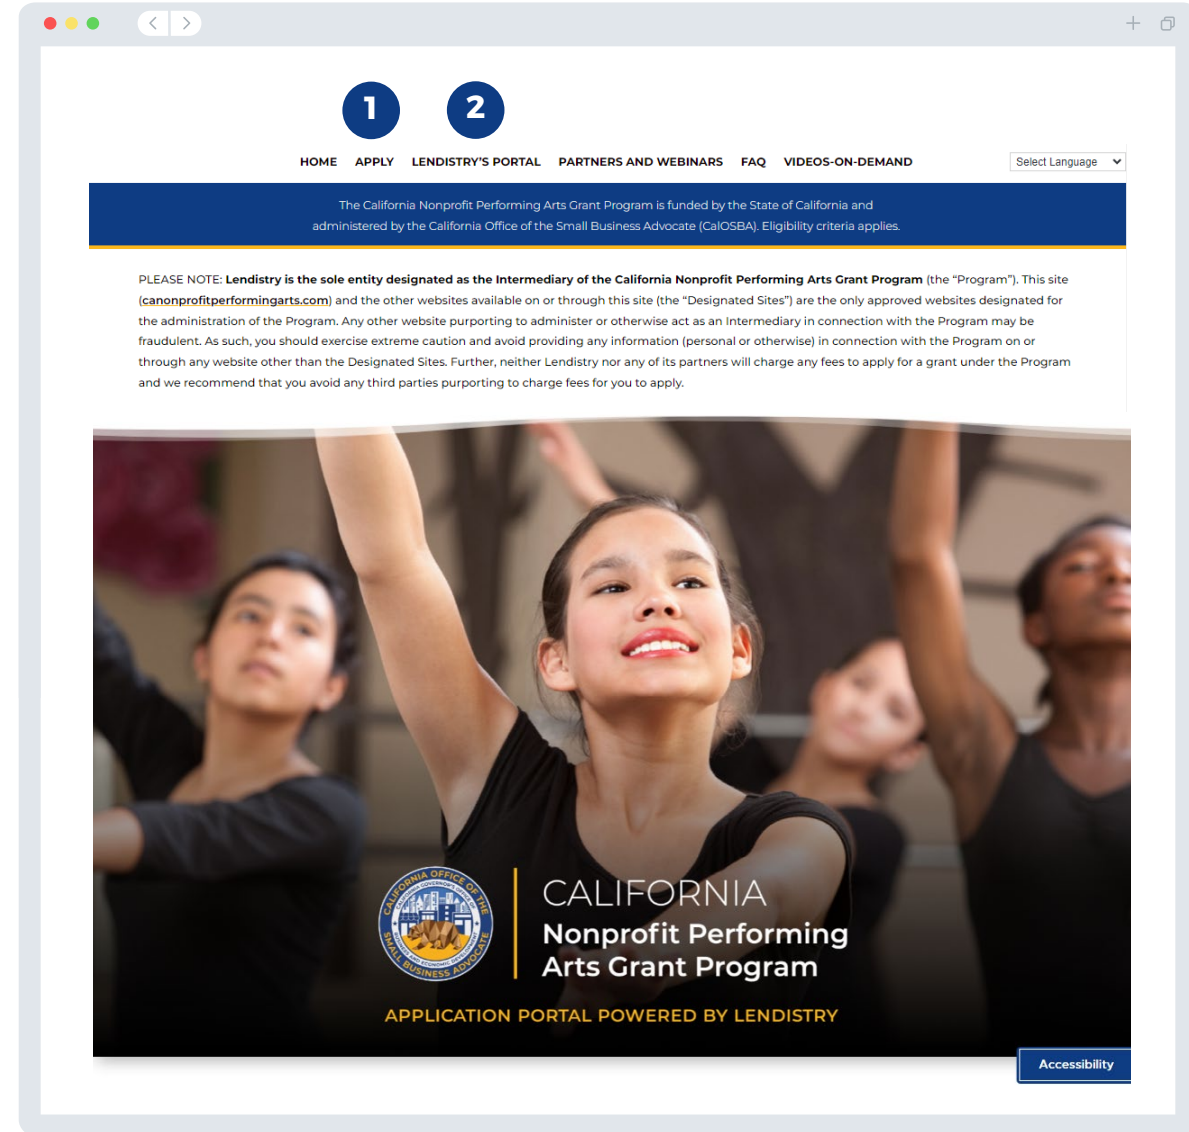 1
2
HOME APPLY LENDISTRY'S PORTAL PARTNERS AND WEBINARS FAQ VIDEOS-ON-DEMAND Select Language
The California Nonprofit Performing Arts Grant Program is funded by the State of California and
administered by the California Office of the Small Business Advocate (CalOSBA). Eligibility criteria applies.
PLEASE NOTE: Lendistry is the sole entity designated as the Intermediary of the California Nonprofit Performing Arts Grant Program (the “Program”). This site
(canonprofitperformingarts.com) and the other websites available on or through this site (the “Designated Sites”) are the only approved websites designated for
the administration of the Program. Any other website purporting to administer or otherwise act as an Intermediary in connection with the Program may be
fraudulent. As such, you should exercise extreme caution and avoid providing any information (personal or otherwise) in connection with the Program on or
through any website other than the Designated Sites. Further, neither Lendistry nor any of its partners will charge any fees to apply for a grant under the Program
and we recommend that you avoid any third parties purporting to charge fees for you to apply.
CALIFORNIA OFFICE OF THE SMALL BUSINESS ADVOCATE
CALIFORNIA GOVERNOR'S OFFICE OF BUSINESS AND ECONOMIC DEVELOPMENT
CALIFORNIA
Nonprofit Performing
Arts Grant Program
APPLICATION PORTAL POWERED BY LENDISTRY
Accessibility